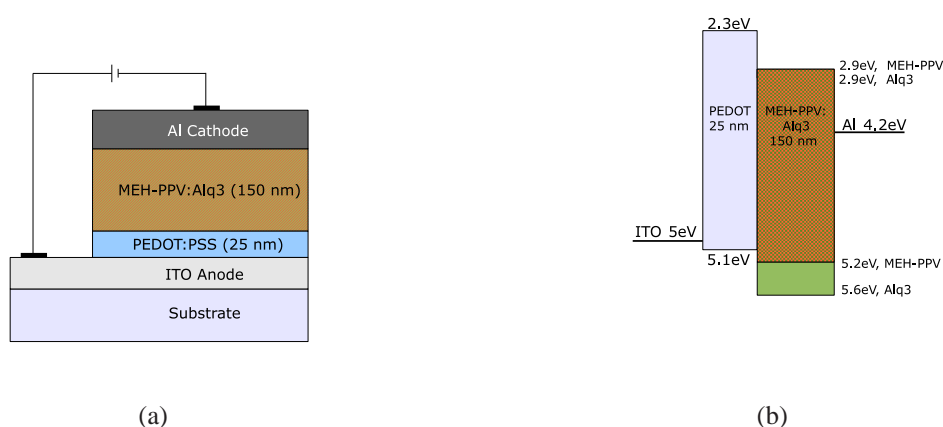 Al Cathode
MEH-PPV:Alq3 (150 nm)
PEDOT:PSS (25 nm)
ITO Anode
Substrate
(a)
2.3eV
2.9eV, MEH-PPV
2.9eV, Alq3
PEDOT
25 nm
MEH-PPV:
Alq3
150 nm
Al 4.2eV
ITO 5eV
5.1eV
5.2eV, MEH-PPV
5.6eV, Alq3
(b)